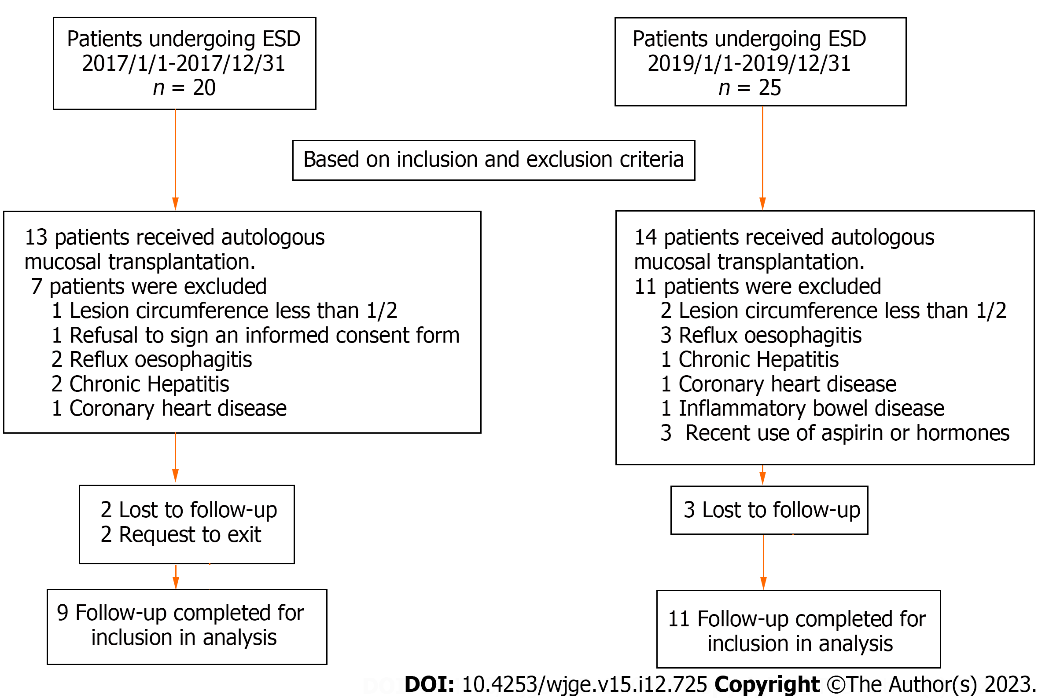 Patients undergoing ESD
2017/1/1-2017/12/31
n = 20
Patients undergoing ESD
2019/1/1-2019/12/31
n = 25
Based on inclusion and exclusion criteria
13 patients received autologous
mucosal transplantation.
7 patients were excluded
1 Lesion circumference less than 1/2
1 Refusal to sign an informed consent form
2 Reflux oesophagitis
2 Chronic Hepatitis
1 Coronary heart disease
14 patients received autologous
mucosal transplantation.
11 patients were excluded
2 Lesion circumference less than 1/2
3 Reflux oesophagitis
1 Chronic Hepatitis
1 Coronary heart disease
1 Inflammatory bowel disease
3 Recent use of aspirin or hormones
2 Lost to follow-up
2 Request to exit
3 Lost to follow-up
9 Follow-up completed for
inclusion in analysis
11 Follow-up completed for
inclusion in analysis
DOI: 10.4253/wjge.v15.i12.725 Copyright ©The Author(s) 2023.